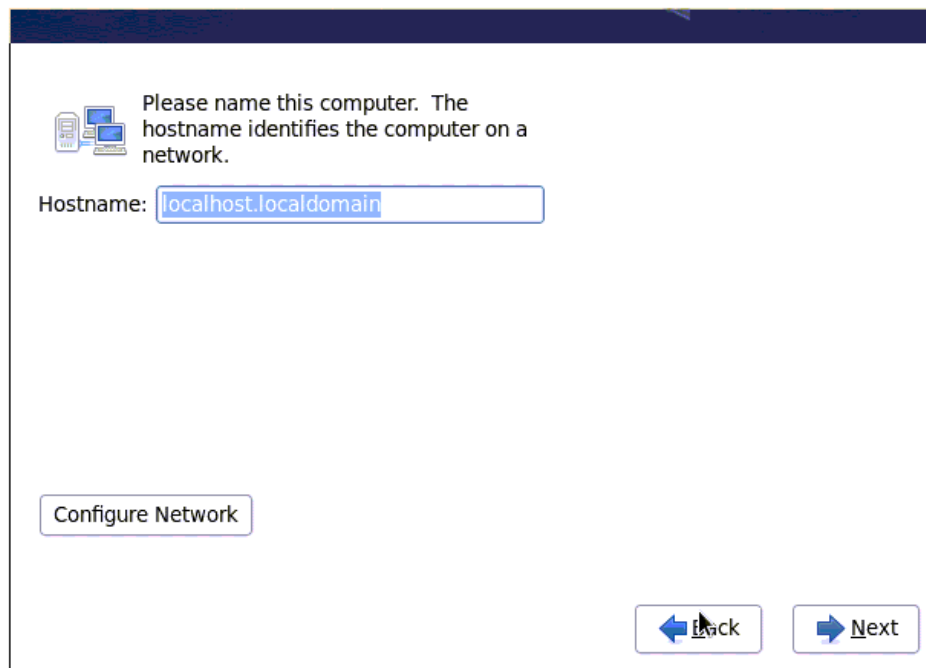 Please name this computer.  The
hostname identifies the computer on a
network.
Hostname: localhost.localdomain
Configure Network
Back Next